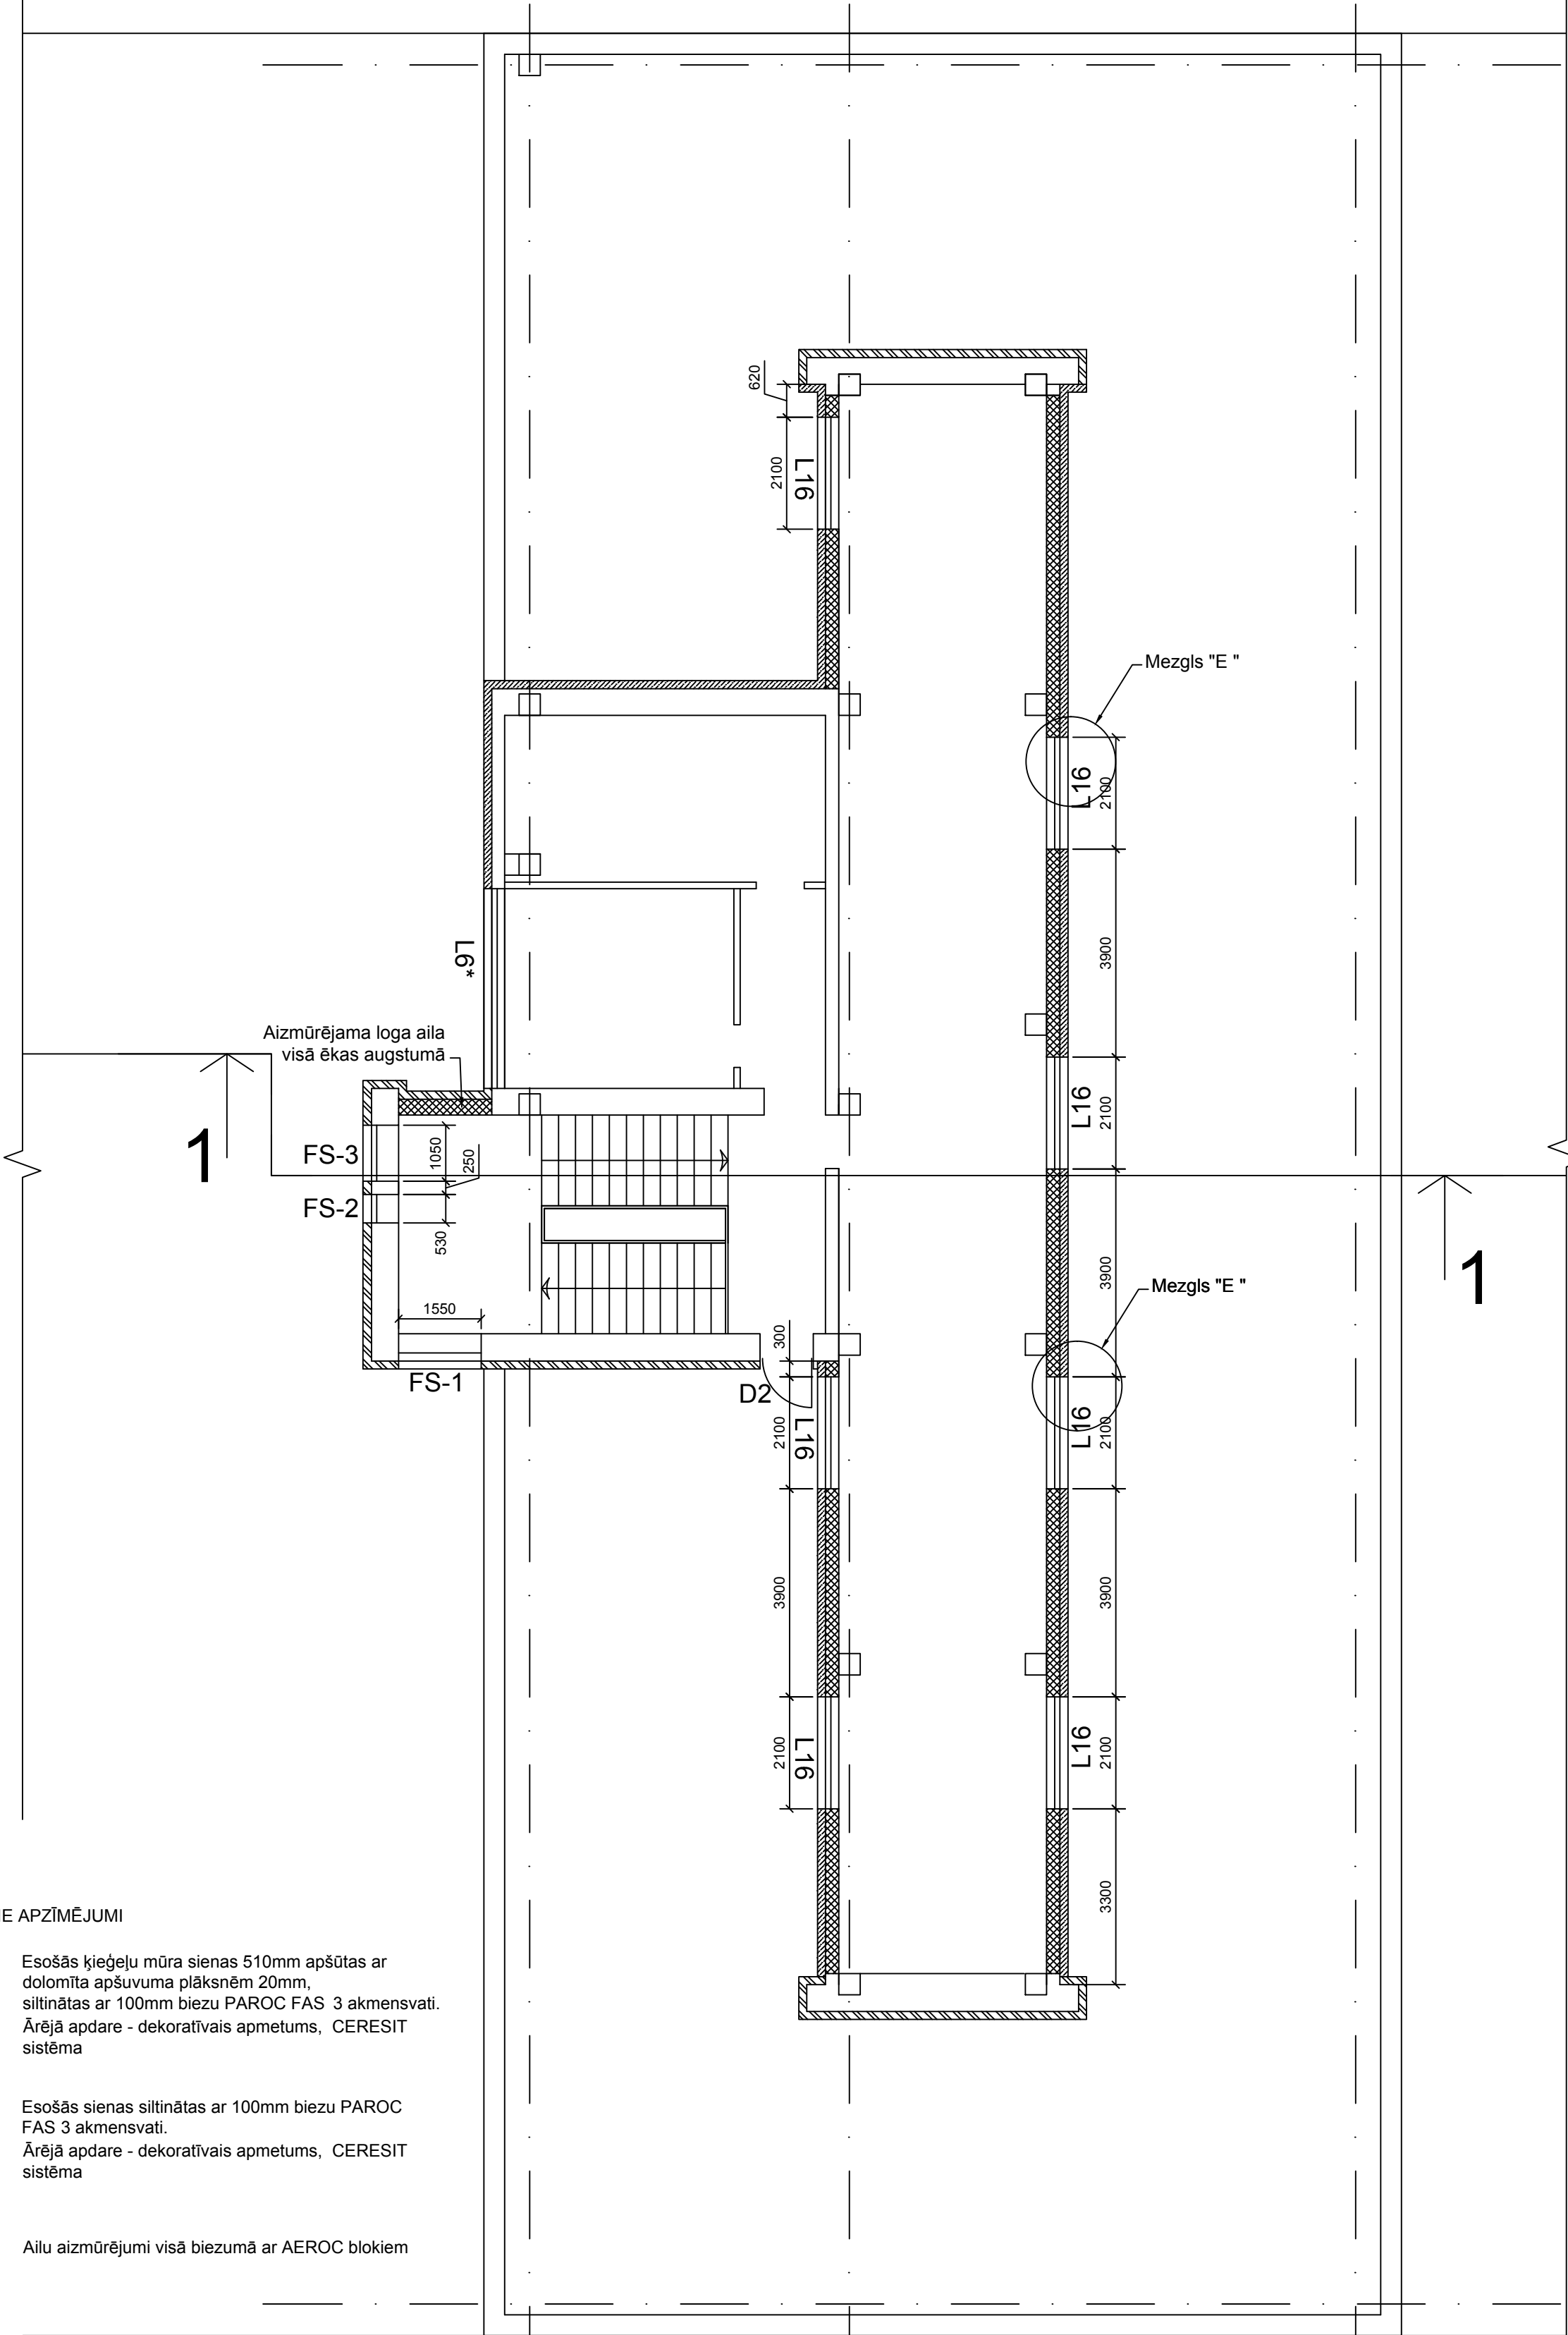 620
2100
L16
Mezgls "E "
L16
2100
3900
L6*
Aizmūrējama loga aila
visā ēkas augstumā
L16
2100
1
FS-3
1050
250
FS-2
530
3900
1
Mezgls "E "
1550
300
FS-1
D2
2100
L16
L16
2100
3900
3900
2100
L16
L16
2100
3300
IE APZĪMĒJUMI
Esošās ķieģeļu mūra sienas 510mm apšūtas ar
dolomīta apšuvuma plāksnēm 20mm,
siltinātas ar 100mm biezu PAROC FAS 3 akmensvati.
Ārējā apdare - dekoratīvais apmetums, CERESIT
sistēma
Esošās sienas siltinātas ar 100mm biezu PAROC
FAS 3 akmensvati.
Ārējā apdare - dekoratīvais apmetums, CERESIT
sistēma
Ailu aizmūrējumi visā biezumā ar AEROC blokiem